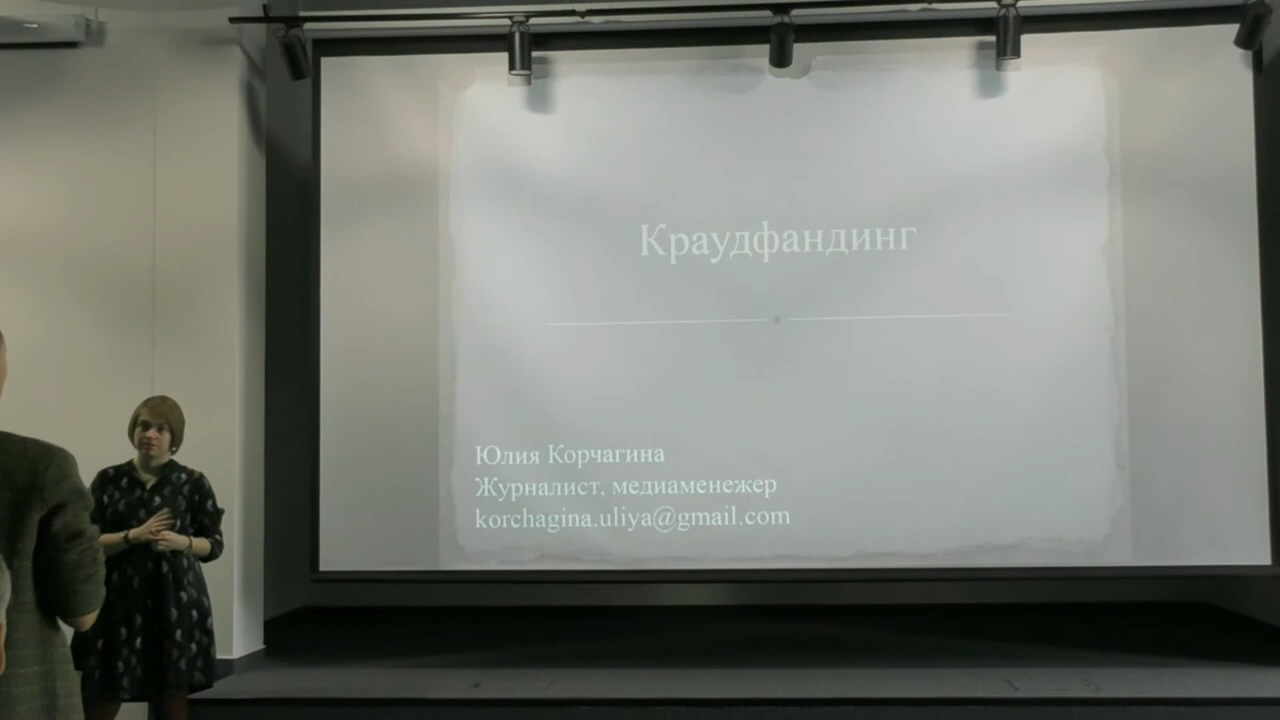 Краудфандинг
Юлия Корчагина
Журналист, медиаменежер
korchagina.uliya@gmail.com